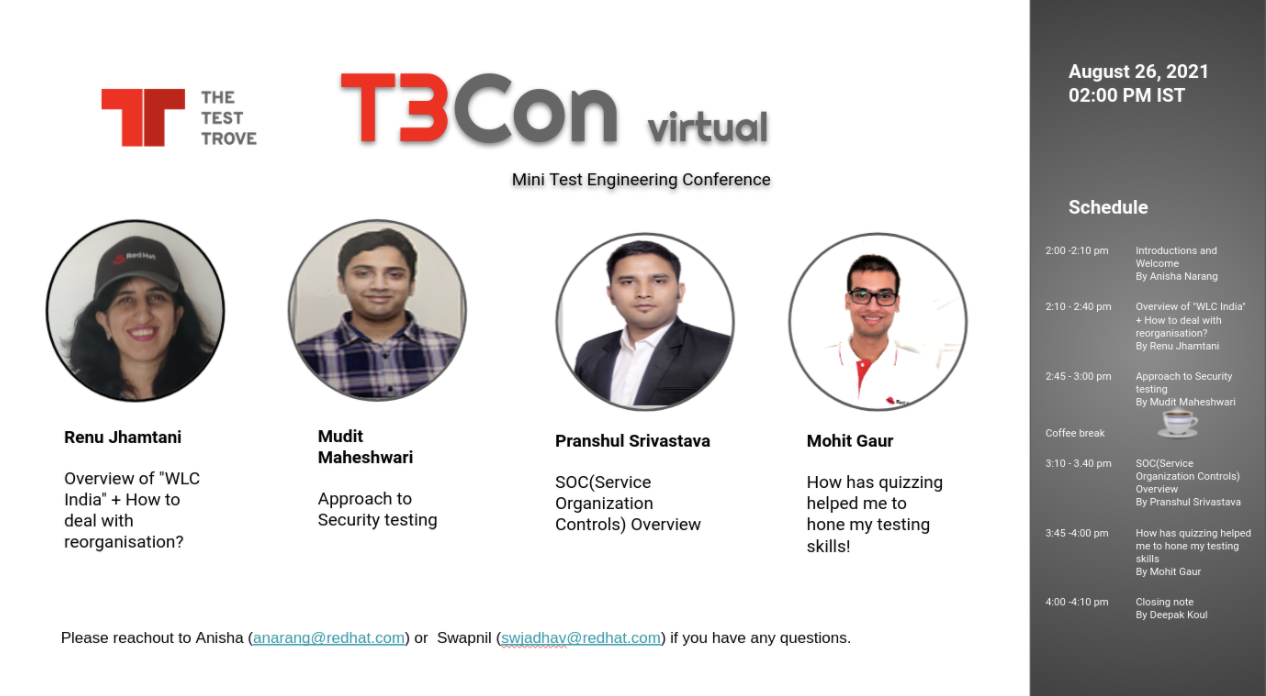 THE
TEST
TROVE
T3Con virtual
Mini Test Engineering Conference
Red Hat
Renu Jhamtani
Overview of "WLC
India" + How to
deal with
reorganisation?
Mudit
Maheshwari
Approach to
Security testing
Pranshul Srivastava
SOC(Service
Organization
Controls) Overview
Mohit Gaur
How has quizzing
helped me to
hone my testing
skills!
Please reachout to Anisha (anarang@redhat.com) or  Swapnil (swjadhav@redhat.com) if you have any questions.
August 26, 2021
02:00 PM IST
Schedule
2:00 -2:10 pm Introductions and
Welcome
By Anisha Narang
2:10 - 2:40 pm Overview of "WLC India"
+ How to deal with
reorganisation?
By Renu Jhamtani
2:45 - 3:00 pm Approach to Security
testing
By Mudit Maheshwari
Coffee break
3:10 - 3.40 pm SOC(Service
Organization Controls)
Overview
By Pranshul Srivastava
3:45 -4:00 pm How has quizzing helped
me to hone my testing
skills
By Mohit Gaur
4:00 -4:10 pm Closing note
By Deepak Koul